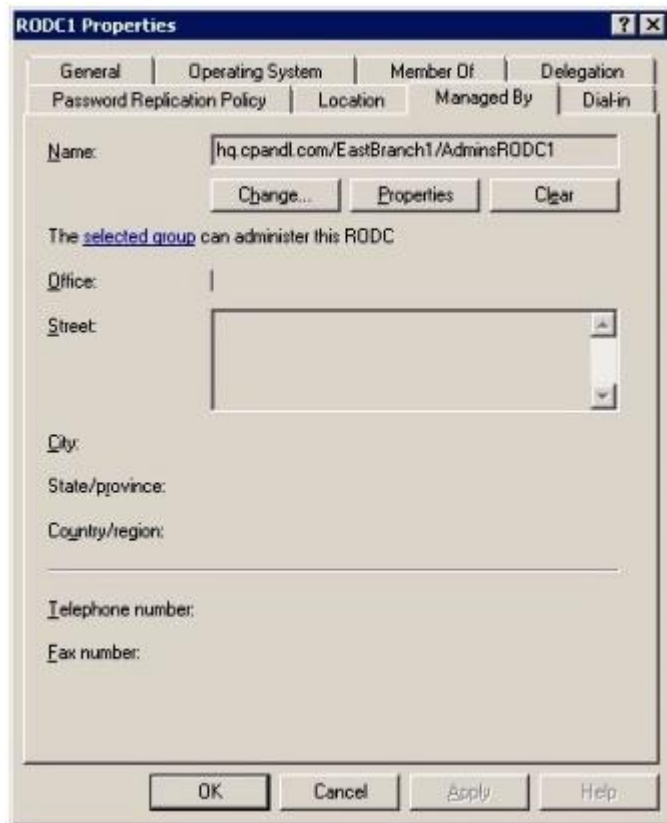 RODC1 Properties
General Operating System Member Of Delegation
Password Replication Policy Location Managed By Dial-in
Name: hq.cpandl.com/EastBranch1/AdminsRODC1
Change... Properties Clear
The selected group can administer this RODC
Office:
Street:
City:
State/province:
Country/region:
Telephone number:
Fax number:
OK Cancel Apply Help